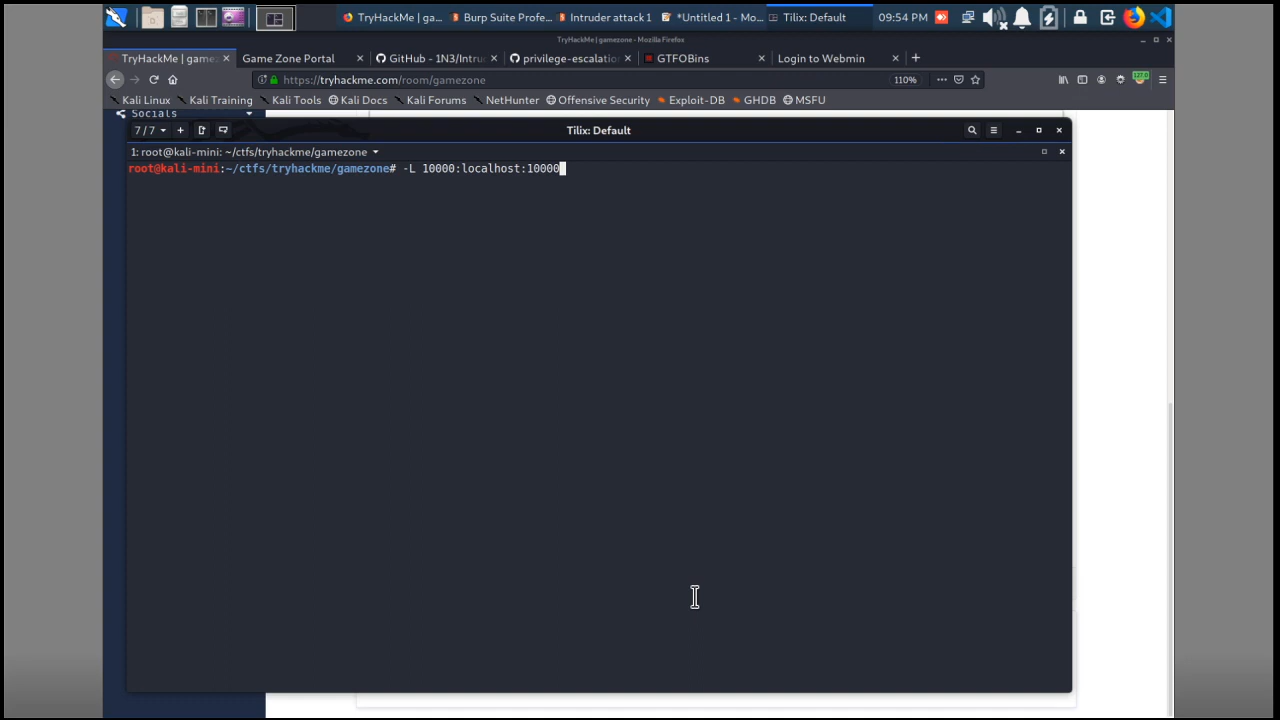 TryHackMe | ga...
Burp Suite Profe...
Intruder attack 1
*Untitled 1 - Mo...
Tilix: Default
09:54 PM
TryHackMe | gamezone - Mozilla Firefox
TryHackMe | game
Game Zone Portal
GitHub - 1N3/Intru
privilege-escalatio
GTFOBins
Login to Webmin
https://tryhackme.com/room/gamezone
110%
Kali Linux
Kali Training
Kali Tools
Kali Docs
Kali Forums
NetHunter
Offensive Security
Exploit-DB
GHDB
MSFU
Socials
7/7
Tilix: Default
1: root@kali-mini: ~/ctfs/tryhackme/gamezone
root@kali-mini:~/ctfs/tryhackme/gamezone# -L 10000:localhost:10000